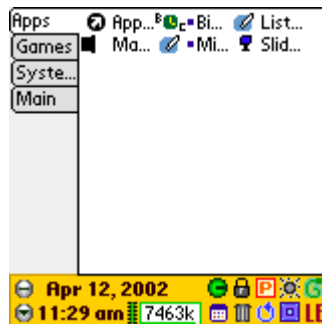 Apps
App... Bi... List...
Games
Ma... Mi... Slid...
Syste...
Main
Apr 12, 2002
11:29 am 7463k